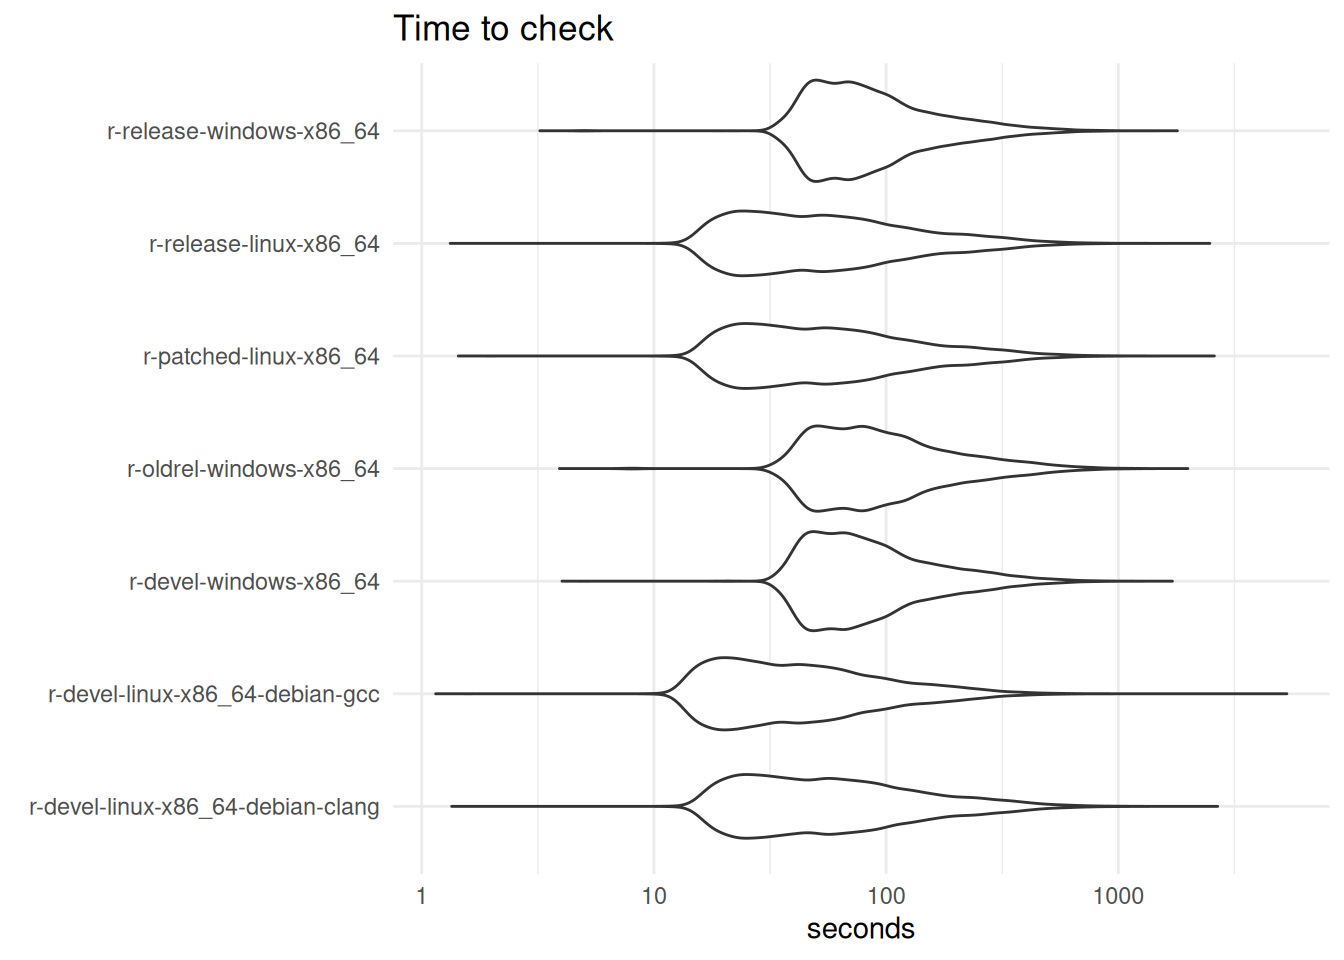 Time to check
r-release-windows-x86_64
r-release-linux-x86_64
r-patched-linux-x86_64
r-oldrel-windows-x86_64
r-devel-windows-x86_64
r-devel-linux-x86_64-debian-gcc
r-devel-linux-x86_64-debian-clang
1 10 100 1000
seconds